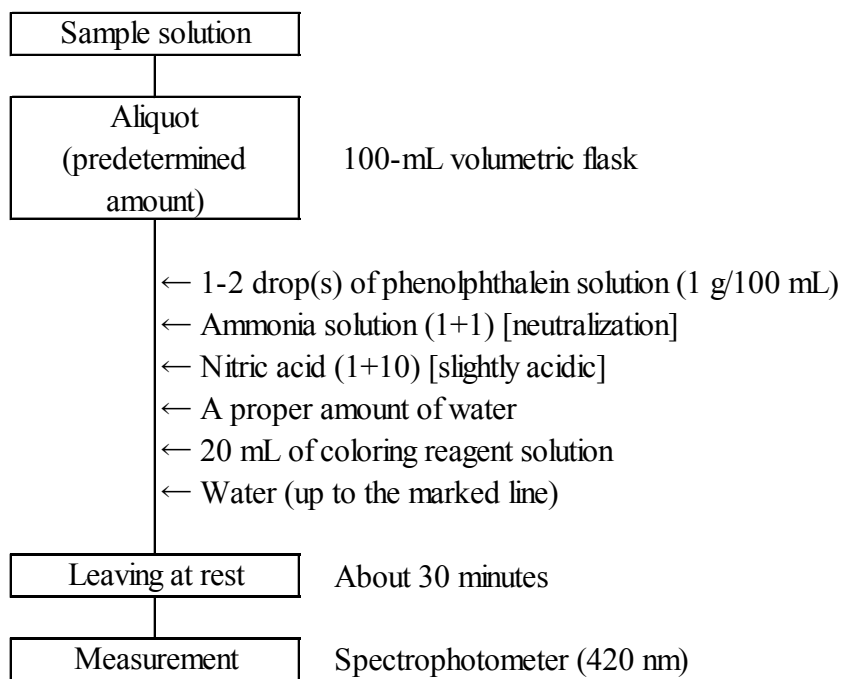 Sample solution
Aliquot
(predetermined
amount)
100-mL volumetric flask
← 1-2 drop(s) of phenolphthalein solution (1 g/100 mL)
← Ammonia solution (1+1) [neutralization]
← Nitric acid (1+10) [slightly acidic]
← A proper amount of water
← 20 mL of coloring reagent solution
← Water (up to the marked line)
Leaving at rest
About 30 minutes
Measurement
Spectrophotometer (420 nm)